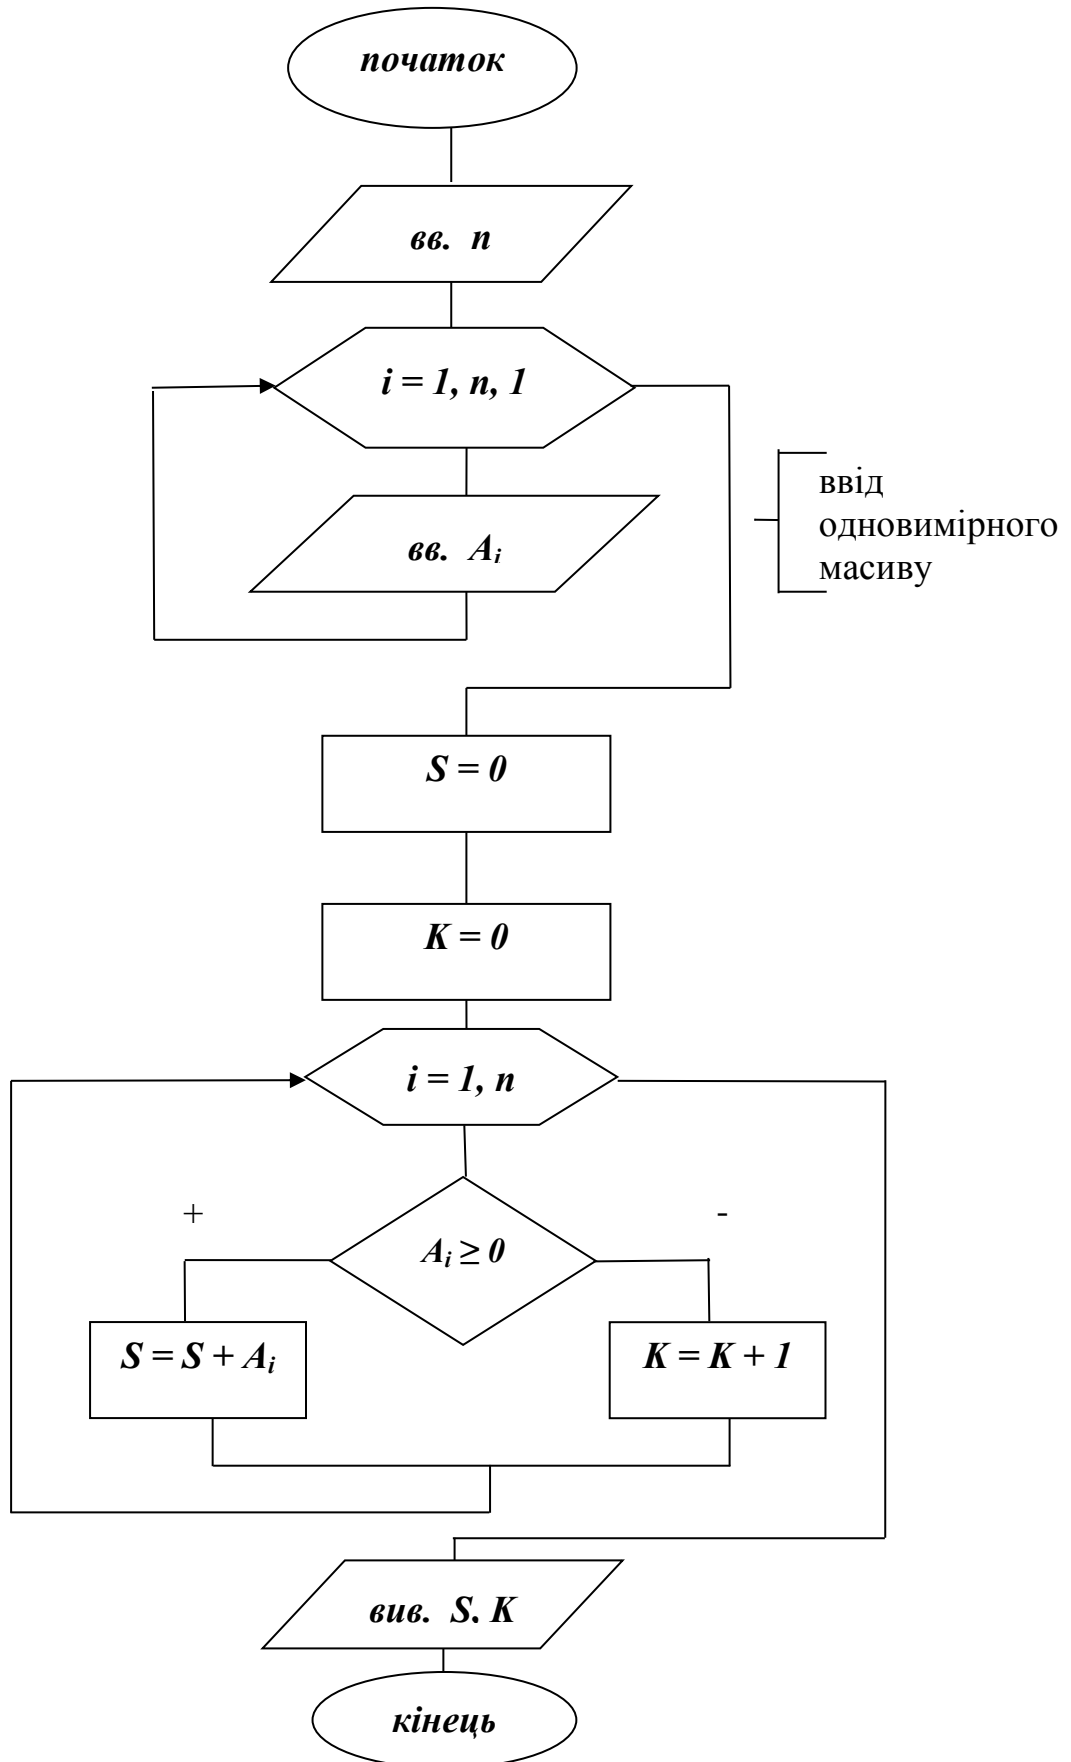 початок
вв. n
i = 1, n, 1
вв. Ai
ввід
одновимірного
масиву
S = 0
K = 0
i = 1, n
+
-
Ai ≥ 0
S = S + Ai
K = K + 1
вив. S. K
кінець